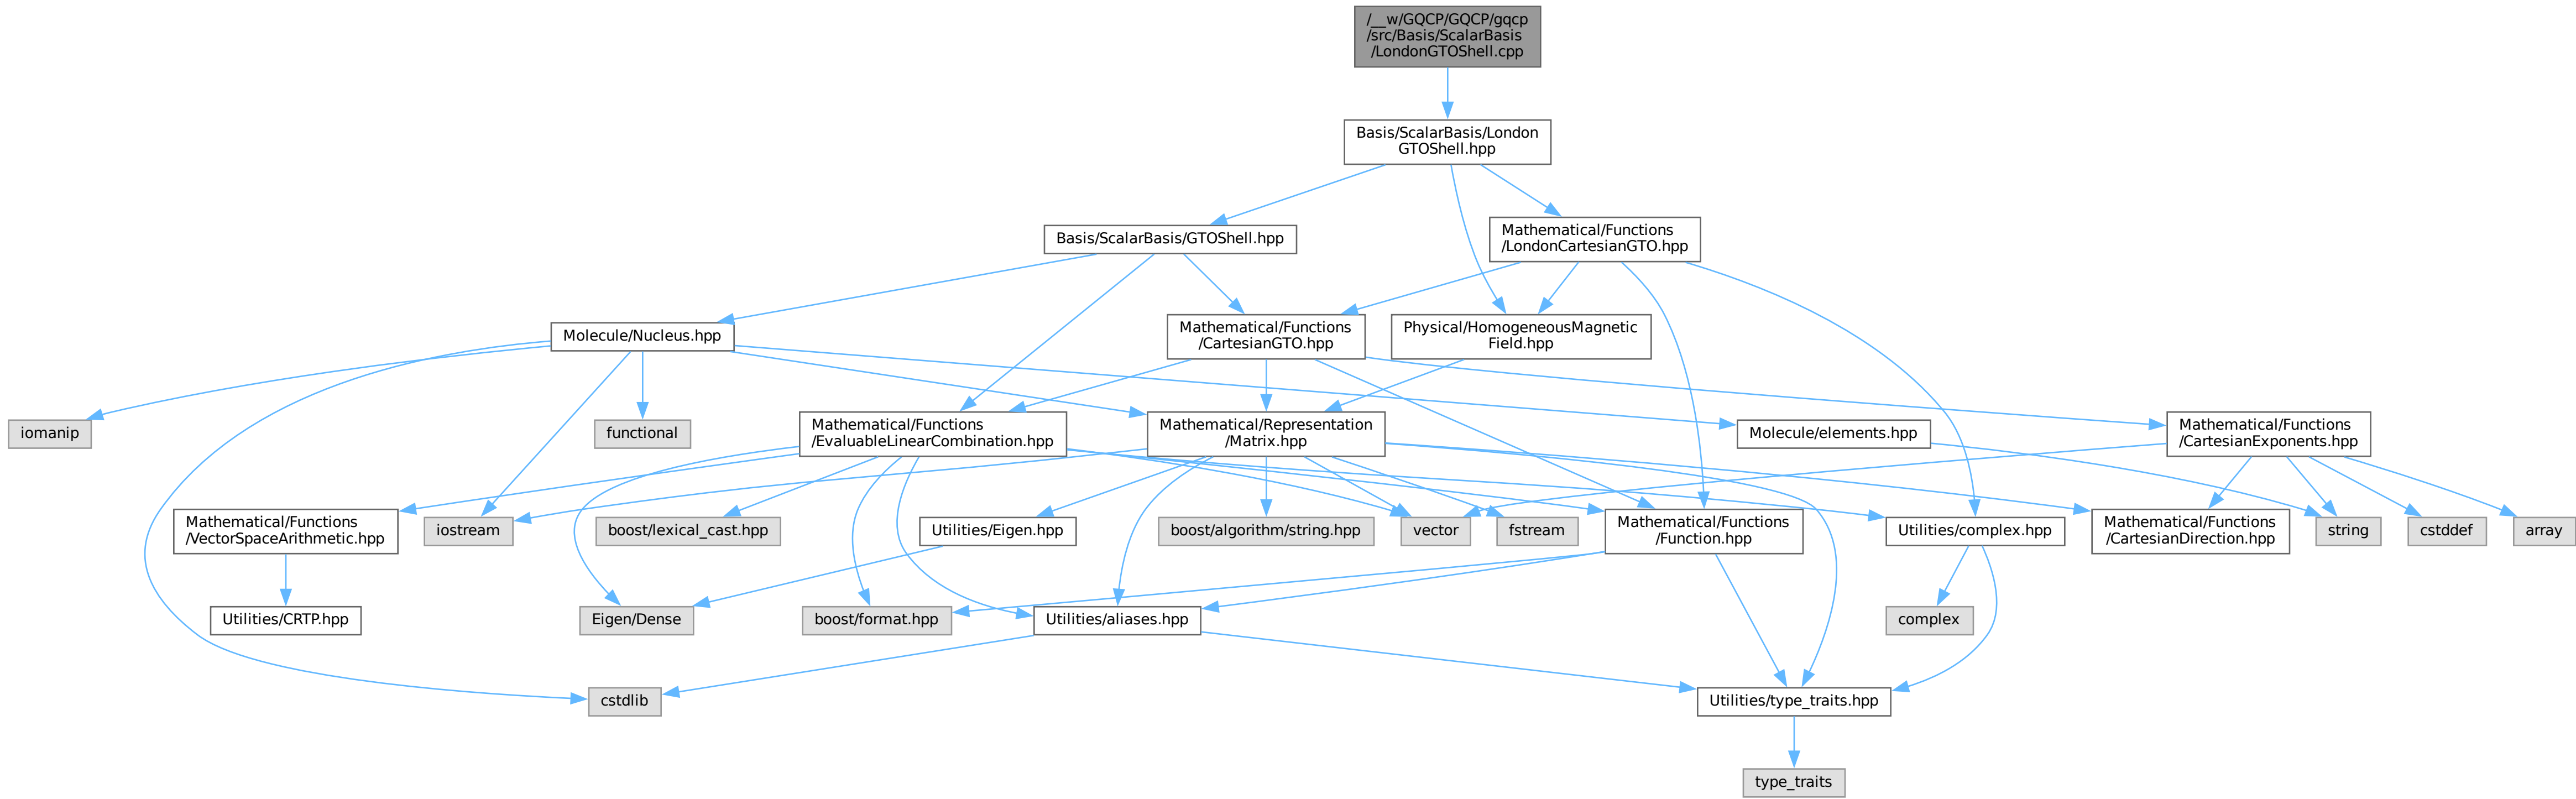 /__w/GQCP/GQCP/gqcp
/src/Basis/ScalarBasis
/LondonGTOShell.cpp
Basis/ScalarBasis/London
GTOShell.hpp
Basis/ScalarBasis/GTOShell.hpp
Mathematical/Functions
/LondonCartesianGTO.hpp
Molecule/Nucleus.hpp
Mathematical/Functions
/CartesianGTO.hpp
Physical/HomogeneousMagnetic
Field.hpp
iomanip
functional
Mathematical/Functions
/EvaluableLinearCombination.hpp
Mathematical/Representation
/Matrix.hpp
Molecule/elements.hpp
Mathematical/Functions
/CartesianExponents.hpp
Mathematical/Functions
/VectorSpaceArithmetic.hpp
iostream
boost/lexical_cast.hpp
Utilities/Eigen.hpp
boost/algorithm/string.hpp
vector
fstream
Mathematical/Functions
/Function.hpp
Utilities/complex.hpp
Mathematical/Functions
/CartesianDirection.hpp
string
cstddef
array
Utilities/CRTP.hpp
Eigen/Dense
boost/format.hpp
Utilities/aliases.hpp
complex
cstdlib
Utilities/type_traits.hpp
type_traits